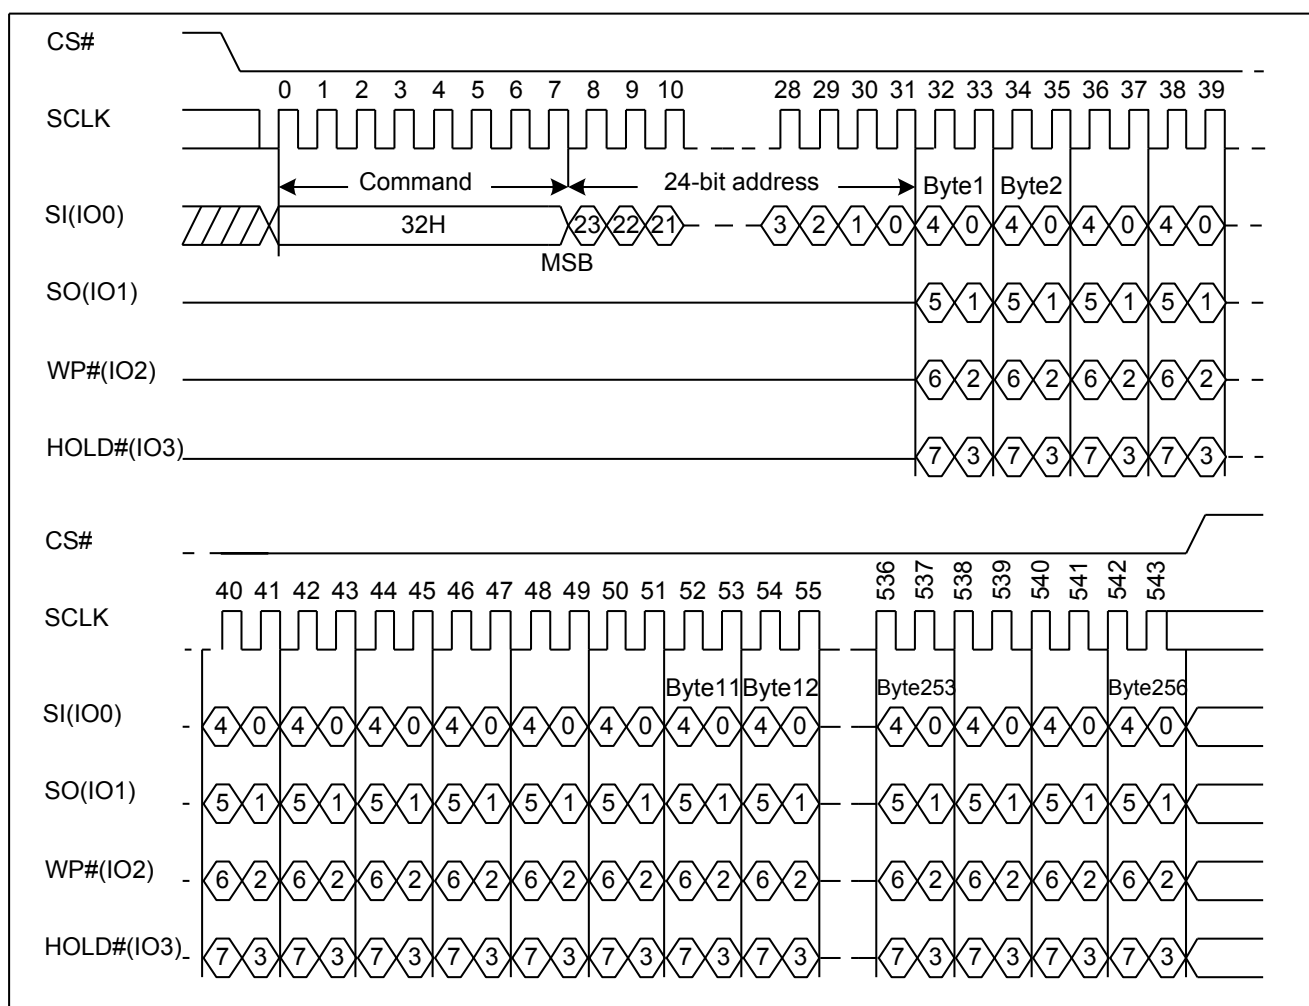 CS#
0 1 2 3 4 5 6 7 8 9 10 28 29 30 31 32 33 34 35 36 37 38 39
SCLK
Command 24-bit address Byte1 Byte2
SI(IO0) 32H 23 22 21 3 2 1 0 4 0 4 0 4 0 4 0
MSB
SO(IO1) 5 1 5 1 5 1 5 1
WP#(IO2) 6 2 6 2 6 2 6 2
HOLD#(IO3) 7 3 7 3 7 3 7 3
CS#
40 41 42 43 44 45 46 47 48 49 50 51 52 53 54 55 536 537 538 539 540 541 542 543
SCLK
Byte11 Byte12 Byte253 Byte256
SI(IO0) 4 0 4 0 4 0 4 0 4 0 4 0 4 0 4 0 4 0 4 0 4 0 4 0
SO(IO1) 5 1 5 1 5 1 5 1 5 1 5 1 5 1 5 1 5 1 5 1 5 1 5 1
WP#(IO2) 6 2 6 2 6 2 6 2 6 2 6 2 6 2 6 2 6 2 6 2 6 2 6 2
HOLD#(IO3) 7 3 7 3 7 3 7 3 7 3 7 3 7 3 7 3 7 3 7 3 7 3 7 3